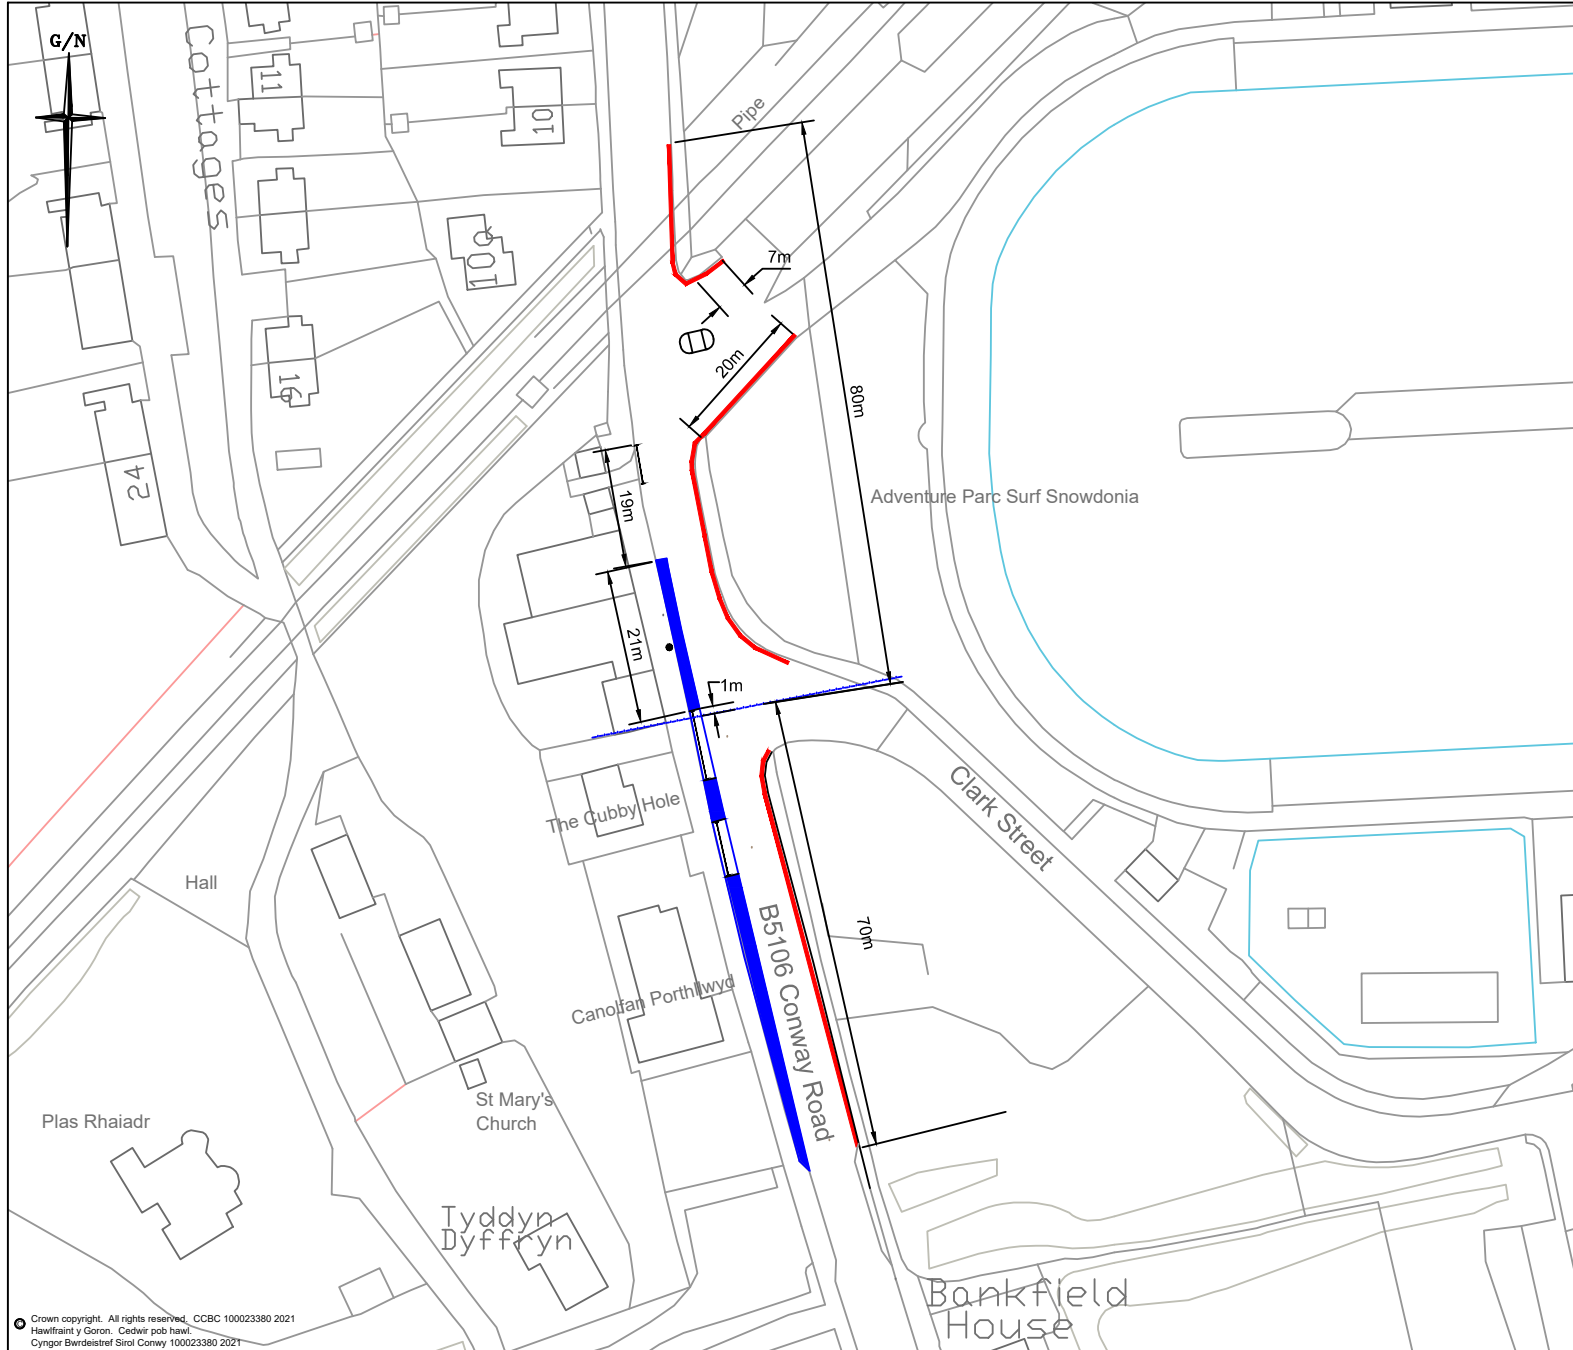 G/N
Cottages
11
10
10a
16
24
Pipe
7m
20m
80m
19m
21m
1m
70m
Adventure Parc Surf Snowdonia
Clark Street
The Cubby Hole
Hall
B5106 Conway Road
Canolfan Porthllwyd
St Mary's
Church
Plas Rhaiadr
Tyddyn
Dyffryn
Bankfield
House
© Crown copyright. All rights reserved. CCBC 100023380 2021
Hawlfraint y Goron. Cedwir pob hawl.
Cyngor Bwrdeistref Sirol Conwy 100023380 2021